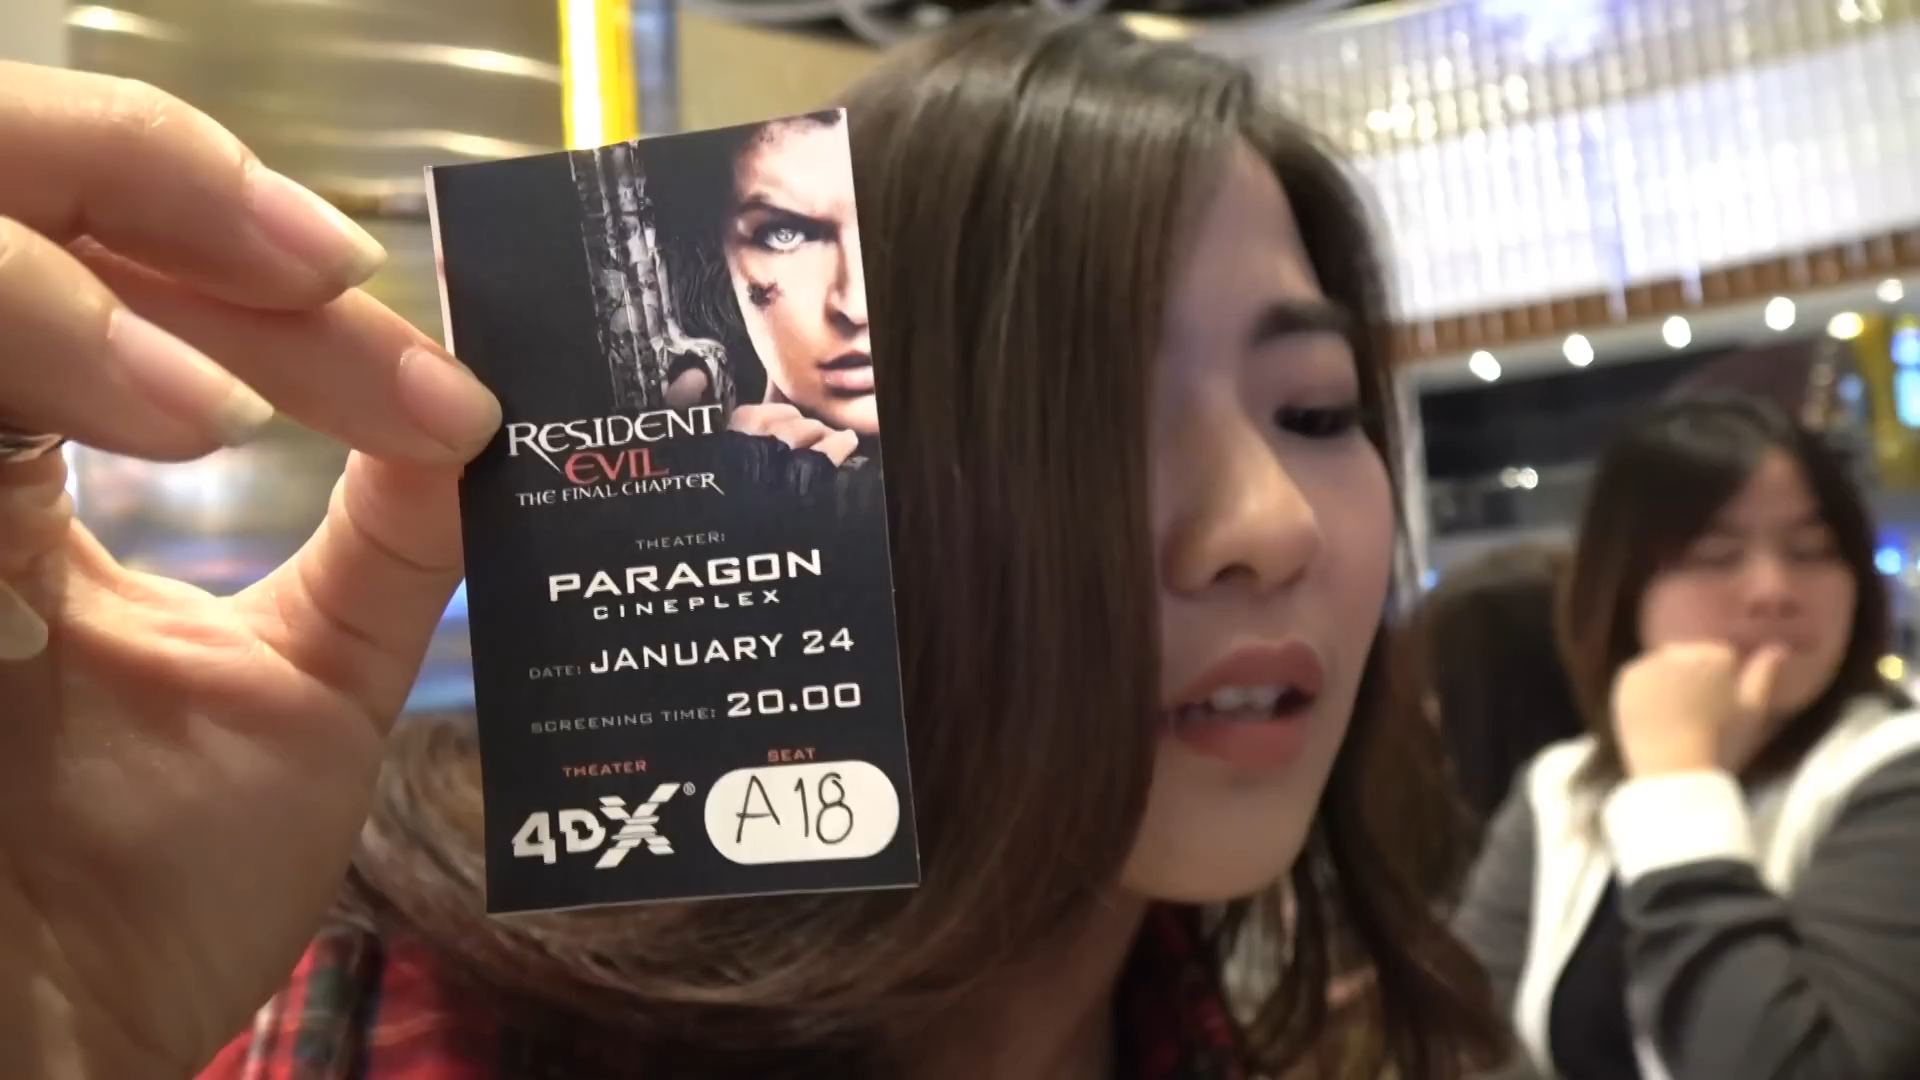 RESIDENT
EVIL
THE FINAL CHAPTER
THEATER:
PARAGON
CINEPLEX
DATE: JANUARY 24
SCREENING TIME: 20.00
THEATER SEAT
4DX® A18